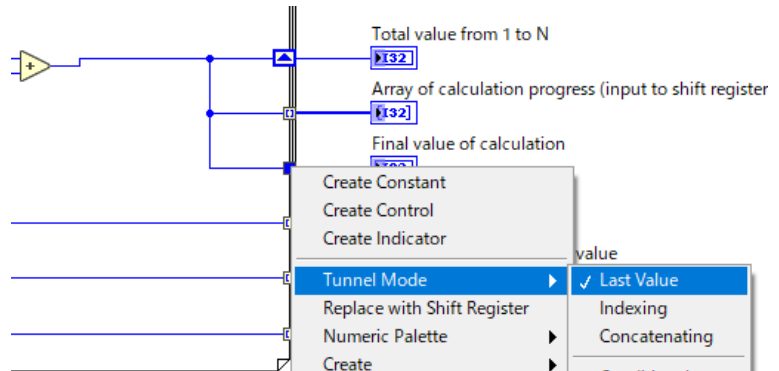 Total value from 1 to N
I32
Array of calculation progress (input to shift register
[I32]
Final value of calculation
Create Constant
Create Control
Create Indicator
value
Tunnel Mode
Last Value
Replace with Shift Register
Indexing
Numeric Palette
Concatenating
Create